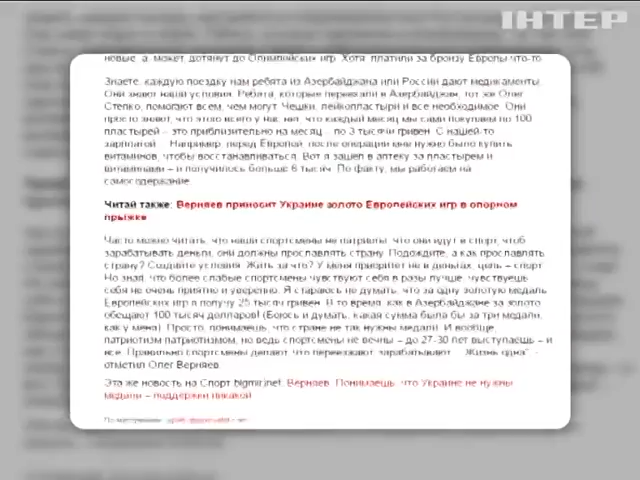 ІНТЕР
новые, а, может, дотянут до Олимпийских игр. Хотя, платили за бронзу Европы что-то.
Знаете, каждую поездку нам ребята из Азербайджана или России дают медикаменты.
Они знают наши условия. Ребята, которые переехали в Азербайджан, тот же Олег
Степко, помогают всем, чем могут. Чешки, лейкопластыри и все необходимое. Они
просто знают, что этого всего у нас нет, что каждый месяц мы сами покупаем по 100
пластырей – это приблизительно на месяц – по 3 тысячи гривен. С нашей-то
зарплатой... Например, перед Европой, после операции мне нужно было купить
витаминов, чтобы восстанавливаться. Вот я зашел в аптеку за пластырем и
витаминами – и получилось больше 6 тысяч. По факту, мы работаем на
самосодержание.
Читай также: Верняев приносит Украине золото Европейских игр в опорном
прыжке
Часто можно читать, что наши спортсмены не патриоты, что они идут в спорт, чтоб
зарабатывать деньги, они должны прославлять страну. Подождите, а как прославлять
страну? Создайте условия. Жить за что? У меня приоритет не в деньгах, цель – спорт.
Но зная, что более слабые спортсмены чувствуют себя в разы лучше, чувствуешь
себя не очень приятно и уверенно. Я стараюсь не думать, что за одну золотую медаль
Европейских игр я получу 25 тысяч гривен. В то время, как в Азербайджане за золото
обещают 100 тысяч долларов! (Боюсь и думать, какая сумма была бы за три медали,
как у меня). Просто, понимаешь, что стране не так нужны медали. И вообще,
патриотизм патриотизмом, но ведь спортсмены не вечны – до 27-30 лет выступаешь – и
все. Правильно спортсмены делают, что переезжают, зарабатывают... Жизнь одна", -
отметил Олег Верняев.
Эта же новость на Спорт bigmir)net: Верняев: Понимаешь, что Украине не нужны
медали – поддержки никакой
По материалам: